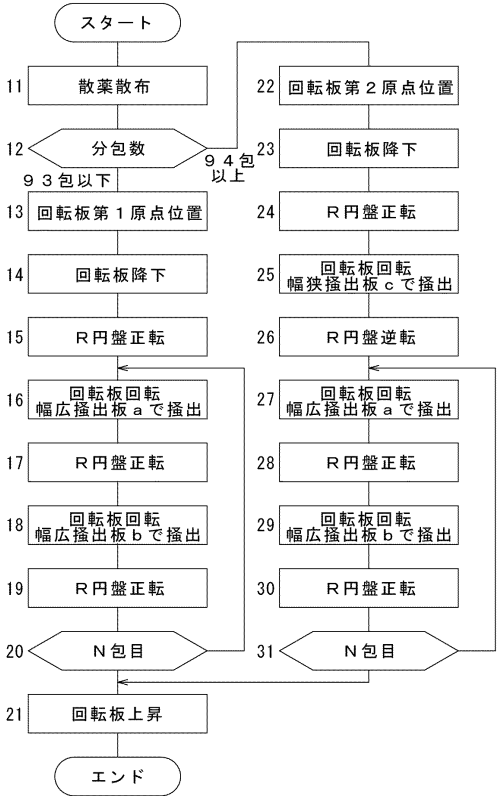 スタート
11
散薬散布
12
分包数
９３包以下
９４包
以上
13
回転板第１原点位置
14
回転板降下
15
Ｒ円盤正転
16
回転板回転
幅広掻出板ａで掻出
17
Ｒ円盤正転
18
回転板回転
幅広掻出板ｂで掻出
19
Ｒ円盤正転
20
Ｎ包目
21
回転板上昇
エンド
22
回転板第２原点位置
23
回転板降下
24
Ｒ円盤正転
25
回転板回転
幅狭掻出板ｃで掻出
26
Ｒ円盤逆転
27
回転板回転
幅広掻出板ａで掻出
28
Ｒ円盤正転
29
回転板回転
幅広掻出板ｂで掻出
30
Ｒ円盤正転
31
Ｎ包目